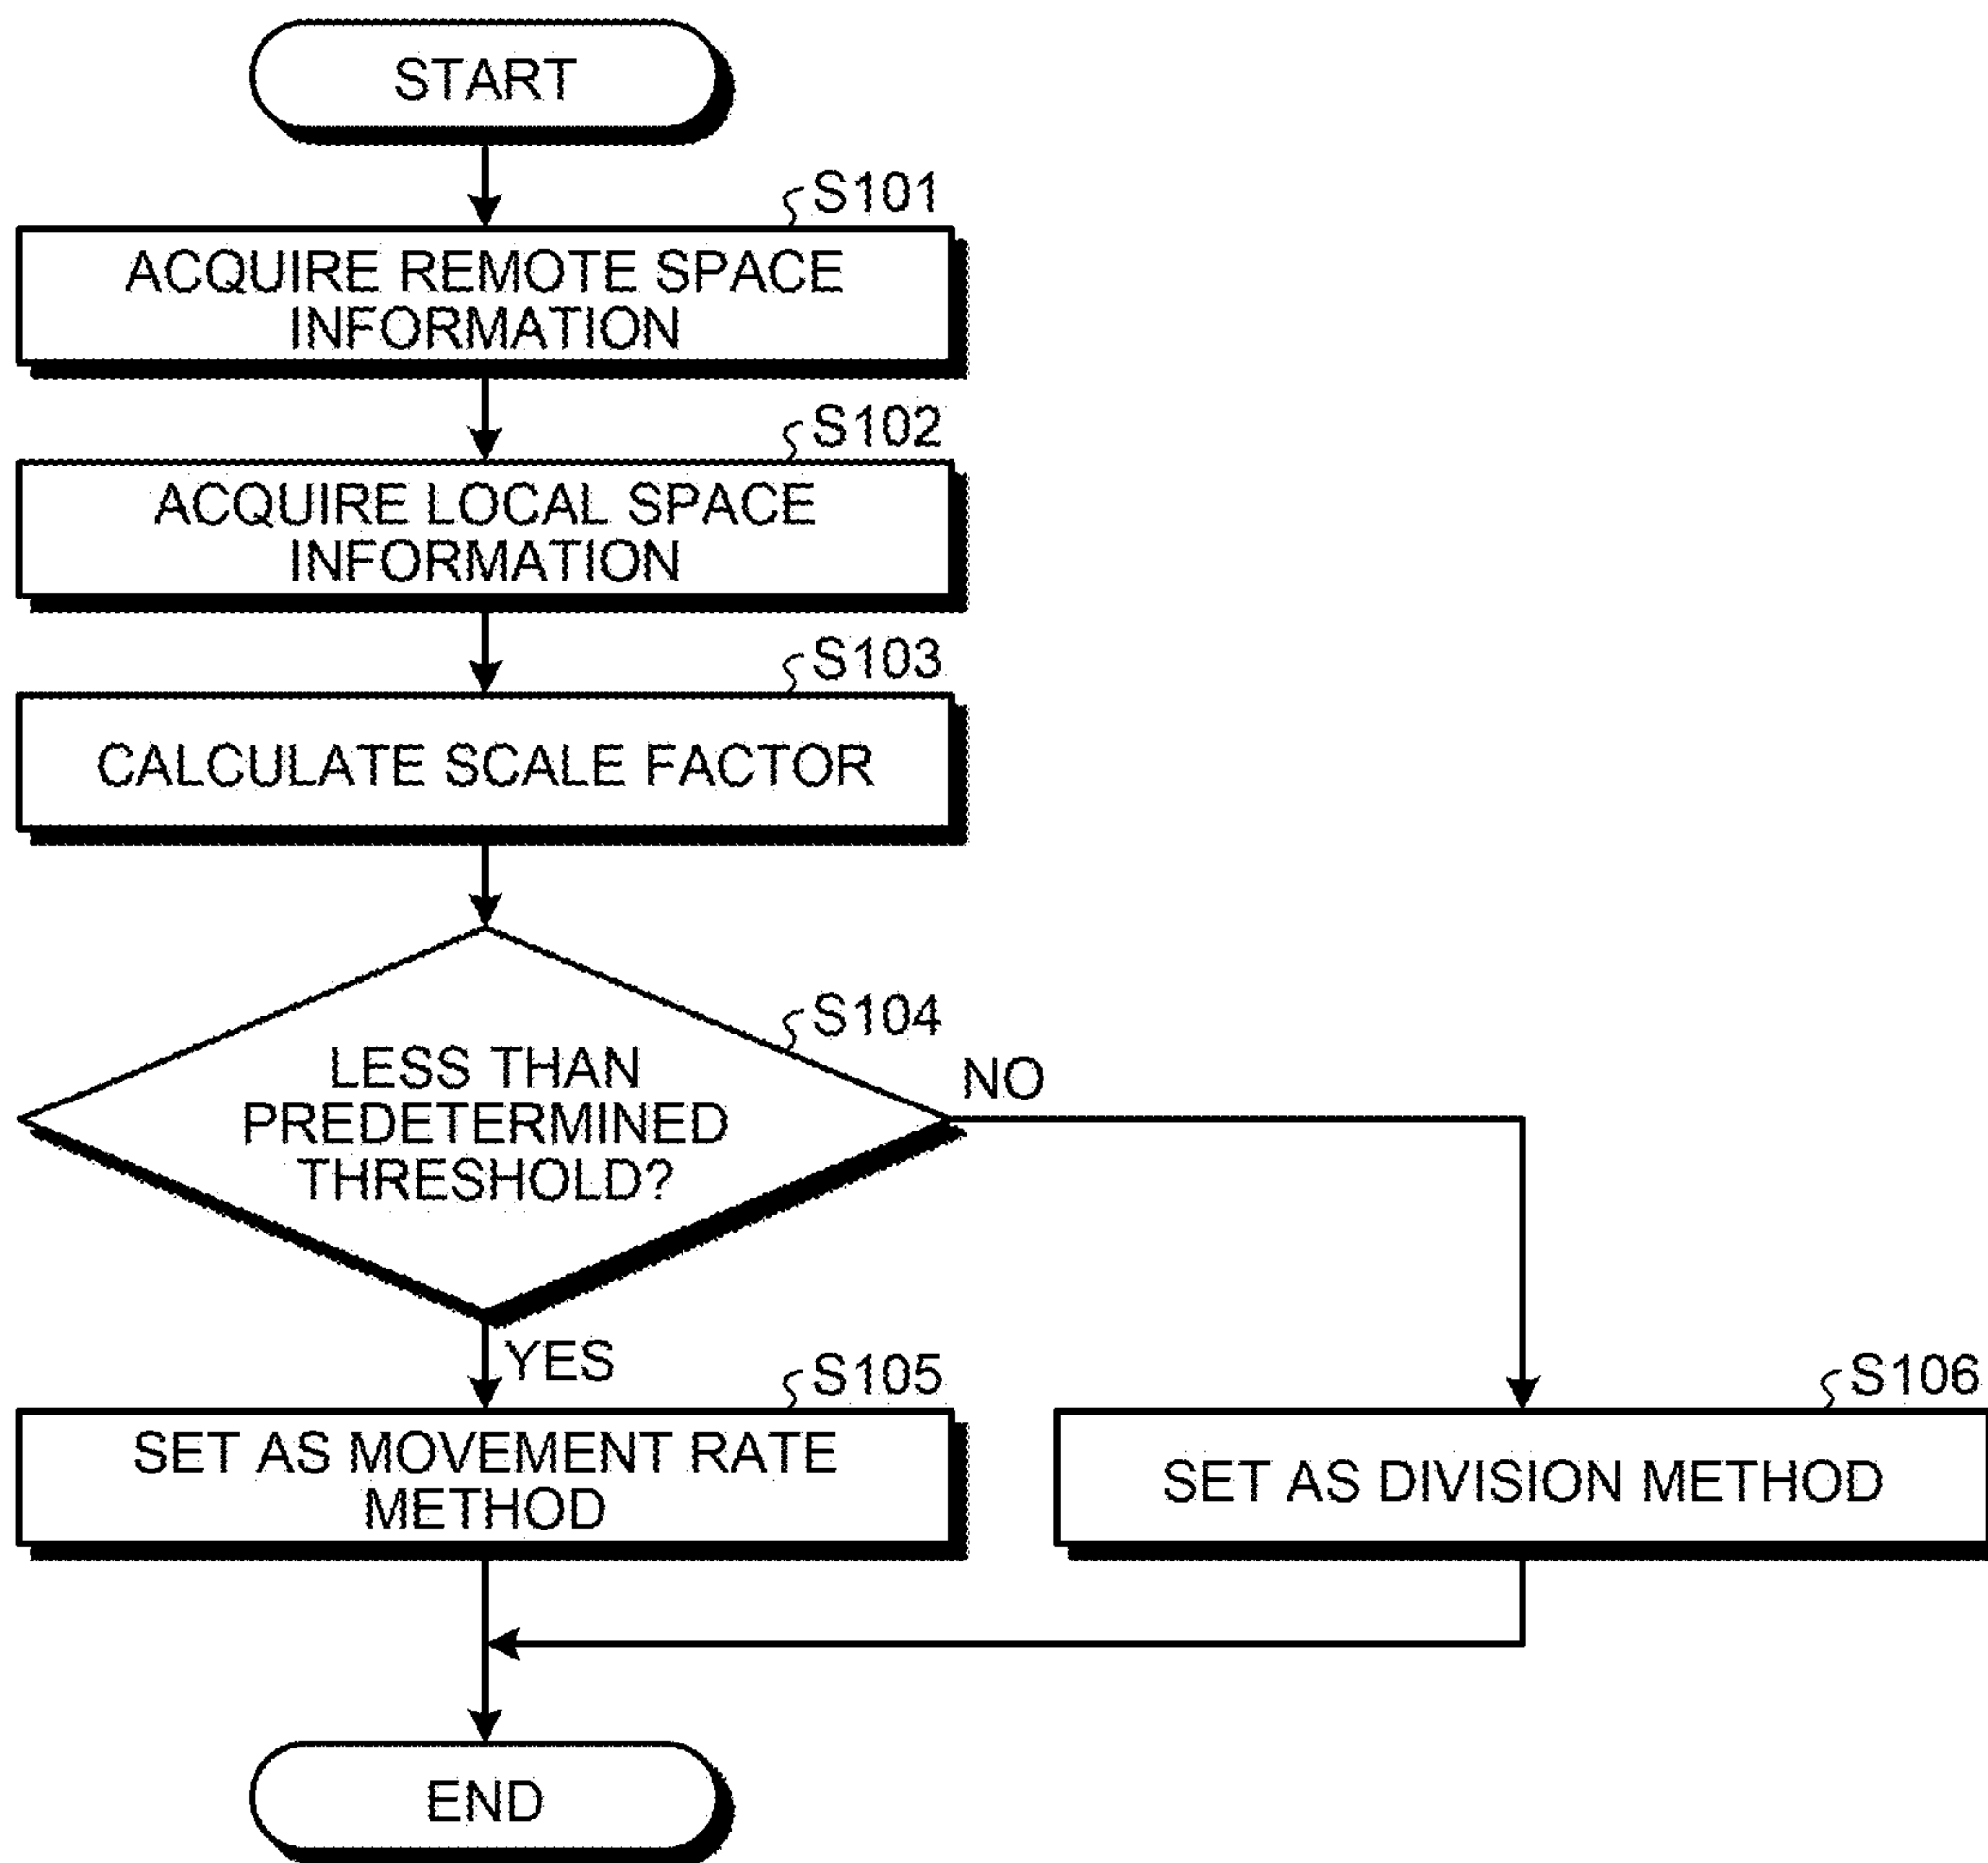 START
S101
ACQUIRE REMOTE SPACE
INFORMATION
S102
ACQUIRE LOCAL SPACE
INFORMATION
S103
CALCULATE SCALE FACTOR
S104
LESS THAN
PREDETERMINED
THRESHOLD?
NO
YES
S105
SET AS MOVEMENT RATE
METHOD
S106
SET AS DIVISION METHOD
END